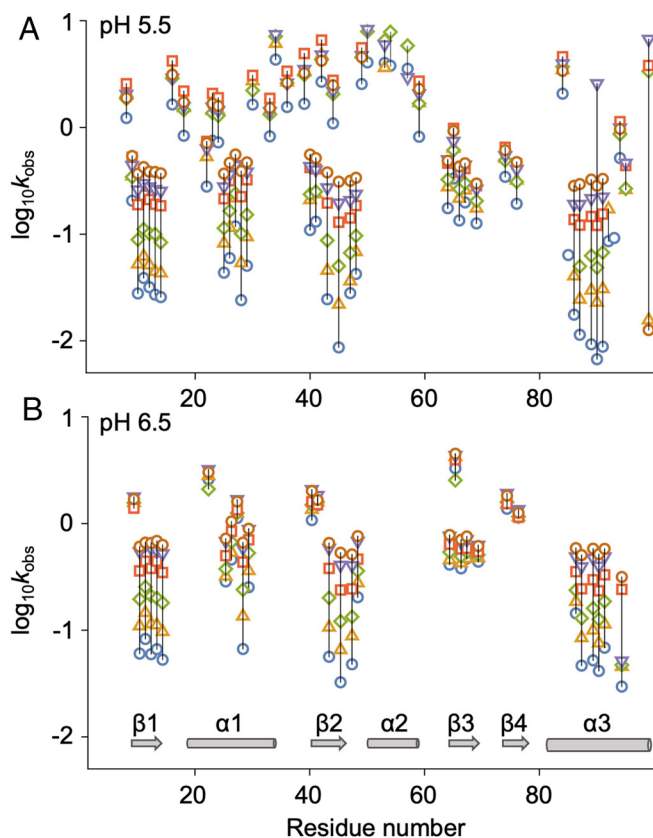 A
pH 5.5
1
0
-1
-2
log10kobs
20
40
60
80
B
pH 6.5
1
0
-1
-2
log10kobs
β1
α1
β2
α2
β3
β4
α3
20
40
60
80
Residue number